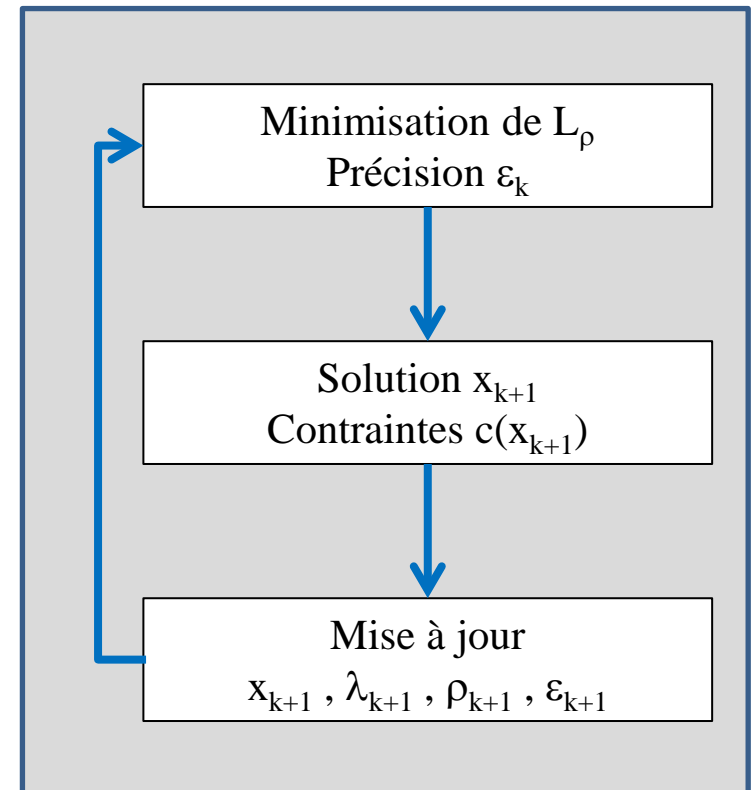 Minimisation de Lρ
Précision εk
Solution xk+1
Contraintes c(xk+1)
Mise à jour
xk+1 , λk+1 , ρk+1 , εk+1